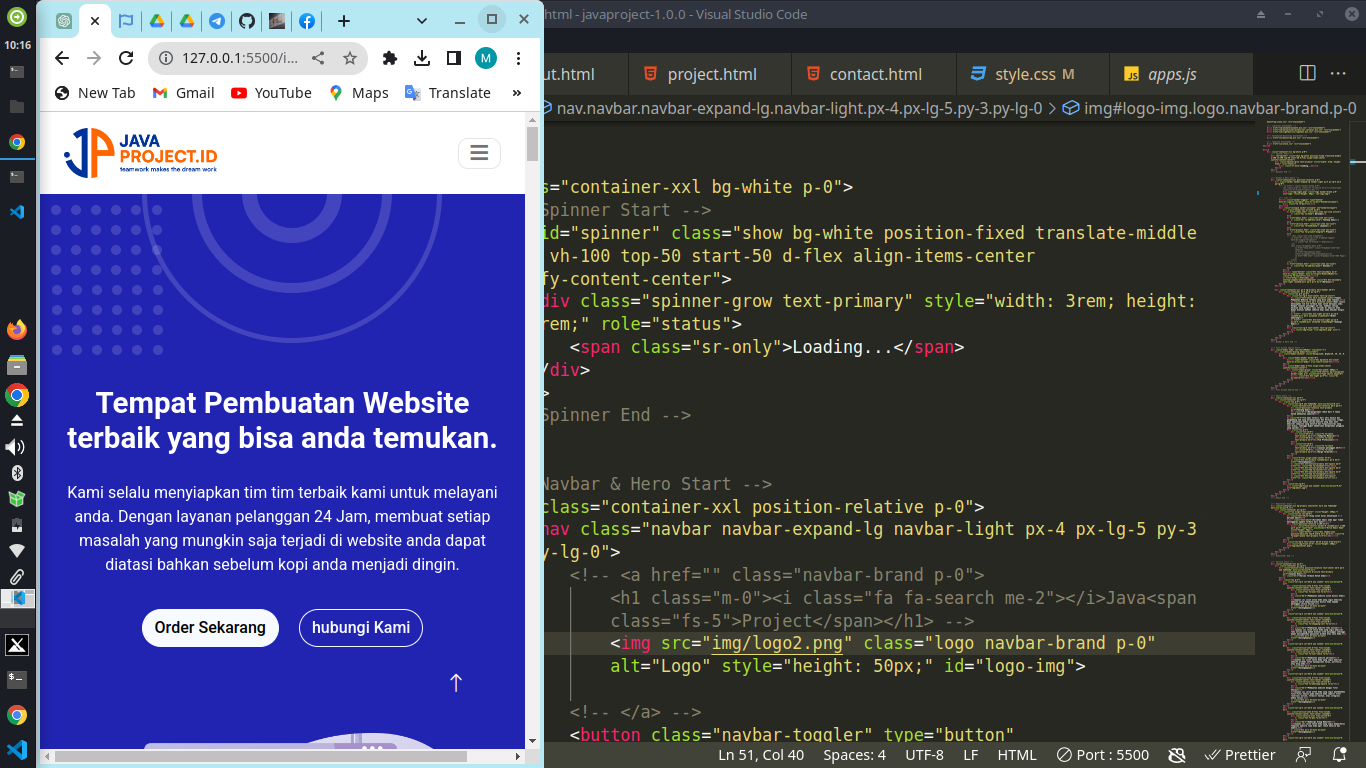 10:16
html - javaproject-1.0.0 - Visual Studio Code
127.0.0.1:5500/i...
M
New Tab
Gmail
YouTube
Maps
Translate
»
JAVA
PROJECT.ID
teamwork makes the dream work
Tempat Pembuatan Website
terbaik yang bisa anda temukan.
Kami selalu menyiapkan tim tim terbaik kami untuk melayani
anda. Dengan layanan pelanggan 24 Jam, membuat setiap
masalah yang mungkin saja terjadi di website anda dapat
diatasi bahkan sebelum kopi anda menjadi dingin.
Order Sekarang
hubungi Kami
ut.html
project.html
contact.html
style.css M
JS apps.js
nav.navbar.navbar-expand-lg.navbar-light.px-4.px-lg-5.py-3.py-lg-0 > img#logo-img.logo.navbar-brand.p-0
s="container-xxl bg-white p-0">
Spinner Start -->
id="spinner" class="show bg-white position-fixed translate-middle
vh-100 top-50 start-50 d-flex align-items-center
fy-content-center">
div class="spinner-grow text-primary" style="width: 3rem; height:
rem;" role="status">
<span class="sr-only">Loading...</span>
/div>
>
Spinner End -->
Navbar & Hero Start -->
class="container-xxl position-relative p-0">
nav class="navbar navbar-expand-lg navbar-light px-4 px-lg-5 py-3
y-lg-0">
<!-- <a href="" class="navbar-brand p-0">
<h1 class="m-0"><i class="fa fa-search me-2"></i>Java<span
class="fs-5">Project</span></h1> -->
<img src="img/logo2.png" class="logo navbar-brand p-0"
alt="Logo" style="height: 50px;" id="logo-img">
<!-- </a> -->
<button class="navbar-toggler" type="button"
Ln 51, Col 40
Spaces: 4
UTF-8
LF
HTML
Port : 5500
Prettier